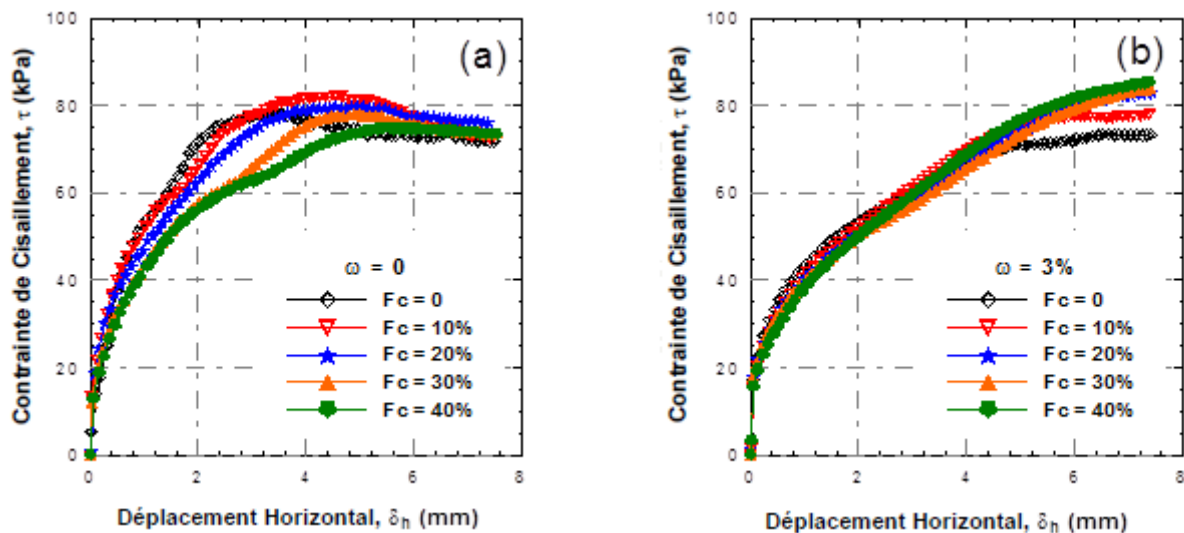 (a)
Contrainte de Cisaillement, τ (kPa)
100
80
60
40
20
0
ω = 0
Fc = 0
Fc = 10%
Fc = 20%
Fc = 30%
Fc = 40%
0 2 4 6 8
Déplacement Horizontal, δh (mm)
(b)
Contrainte de Cisaillement, τ (kPa)
100
80
60
40
20
0
ω = 3%
Fc = 0
Fc = 10%
Fc = 20%
Fc = 30%
Fc = 40%
0 2 4 6 8
Déplacement Horizontal, δh (mm)